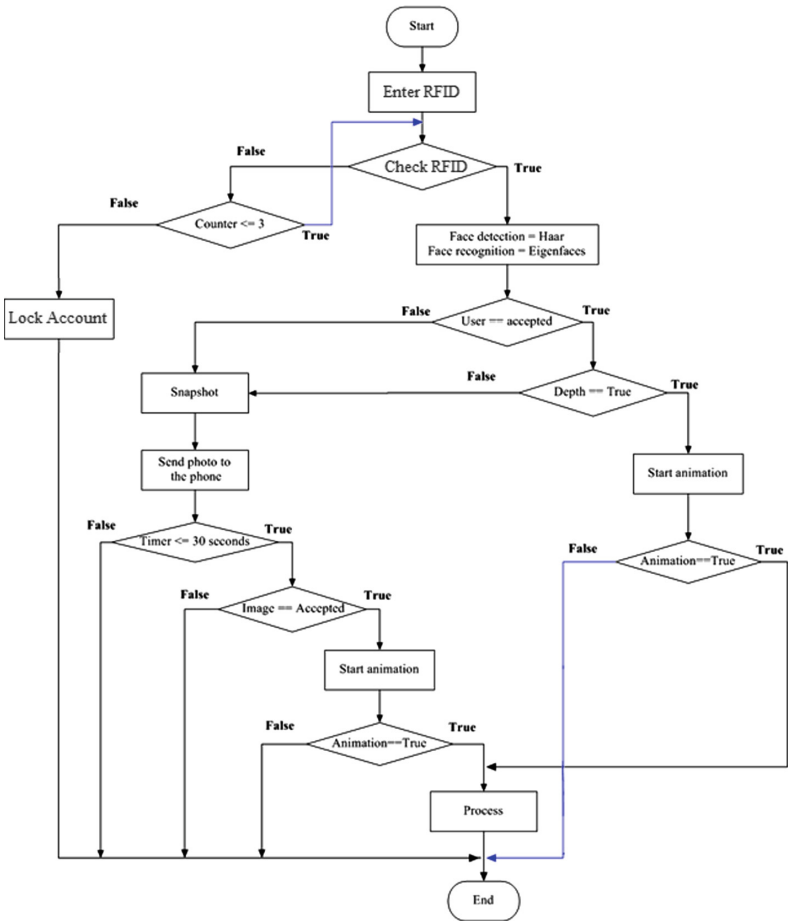 Start
Enter RFID
False
Check RFID
True
False
Counter <= 3
True
Face detection = Haar
Face recognition = Eigenfaces
Lock Account
False
User == accepted
True
False
Depth == True
True
Snapshot
Send photo to
the phone
Start animation
False
Timer <= 30 seconds
True
False
Animation==True
True
False
Image == Accepted
True
Start animation
False
Animation==True
True
Process
End